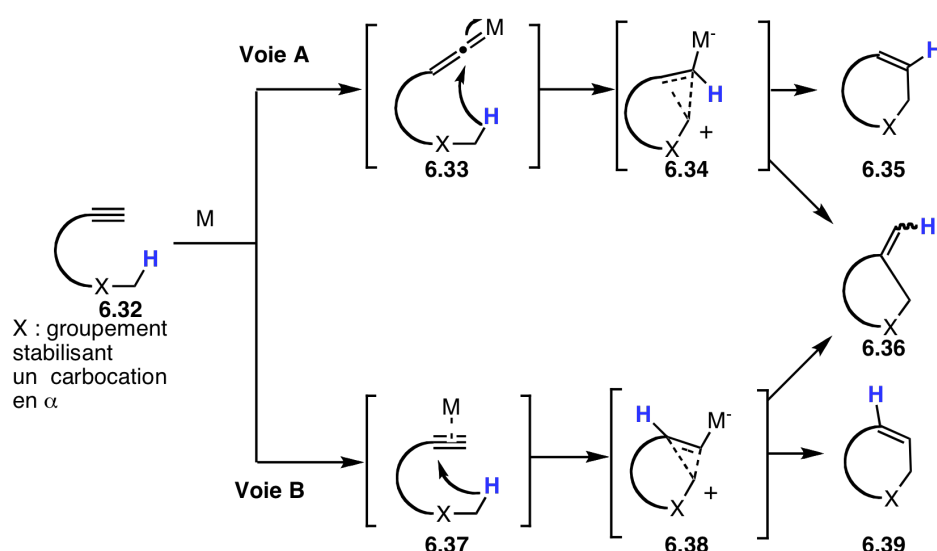 Voie A
M
H
X
6.33
M-
H
+
X
6.34
H
X
6.35
M
H
X
6.32
X : groupement
stabilisant
un carbocation
en α
H
X
6.36
Voie B
M
H
X
6.37
H
M-
+
X
6.38
H
X
6.39